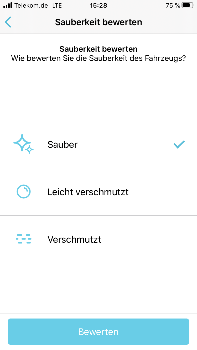 Telekom.de LTE 15:28 75 %
Sauberkeit bewerten
Sauberkeit bewerten
Wie bewerten Sie die Sauberkeit des Fahrzeugs?
Sauber
Leicht verschmutzt
Verschmutzt
Bewerten